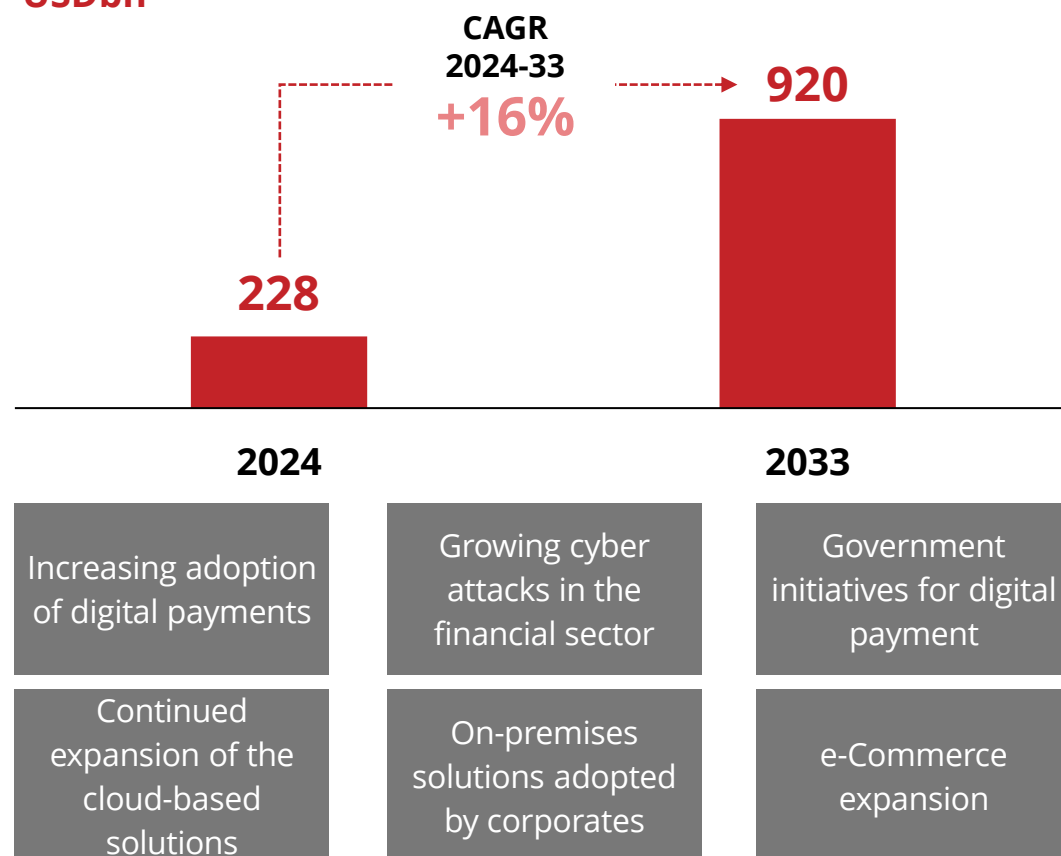 USDbn
CAGR
2024-33
+16%
920
228
2024
2033
Increasing adoption
of digital payments
Growing cyber
attacks in the
financial sector
Government
initiatives for digital
payment
Continued
expansion of the
cloud-based
solutions
On-premises
solutions adopted
by corporates
e-Commerce
expansion